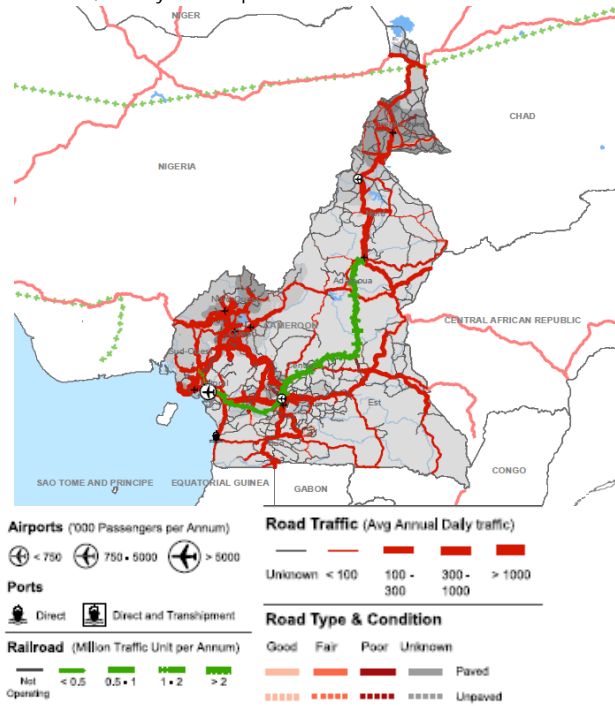 NIGER
CHAD
NIGERIA
Adamaoua
CAMEROON
CENTRAL AFRICAN REPUBLIC
Est
CONGO
SAO TOME AND PRINCIPE
EQUATORIAL GUINEA
GABON
Airports ('000 Passengers per Annum)
< 750
750 - 5000
> 5000
Ports
Direct
Direct and Transhipment
Railroad (Million Traffic Unit per Annum)
Not Operating
< 0.5
0.5 - 1
1 - 2
> 2
Road Traffic (Avg Annual Daily traffic)
Unknown
< 100
100 - 300
300 - 1000
> 1000
Road Type & Condition
Good Fair Poor Unknown
Paved
Unpaved